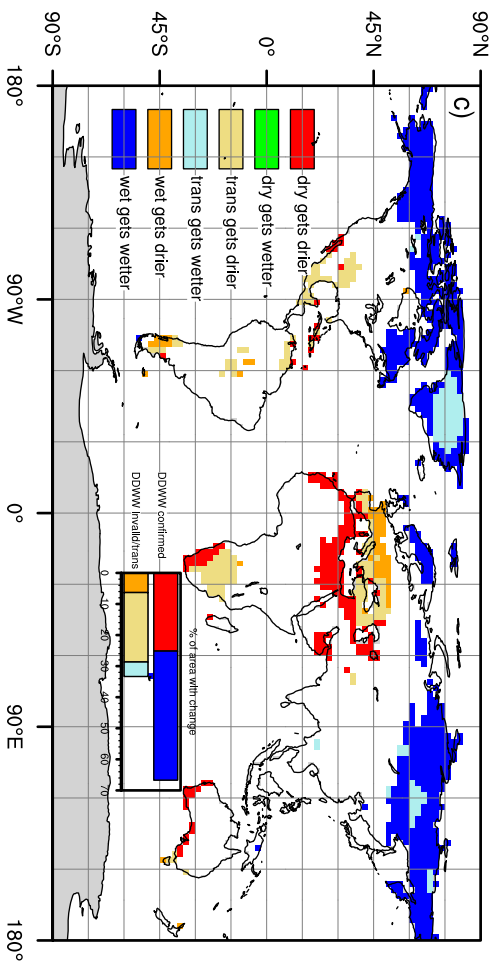 c)
90°N
45°N
0°
45°S
90°S
180°
90°W
0°
90°E
180°
dry gets drier
dry gets wetter
trans gets drier
trans gets wetter
wet gets drier
wet gets wetter
% of area with change
DDWW confirmed
DDWW invalid/trans
0 10 20 30 40 50 60 70